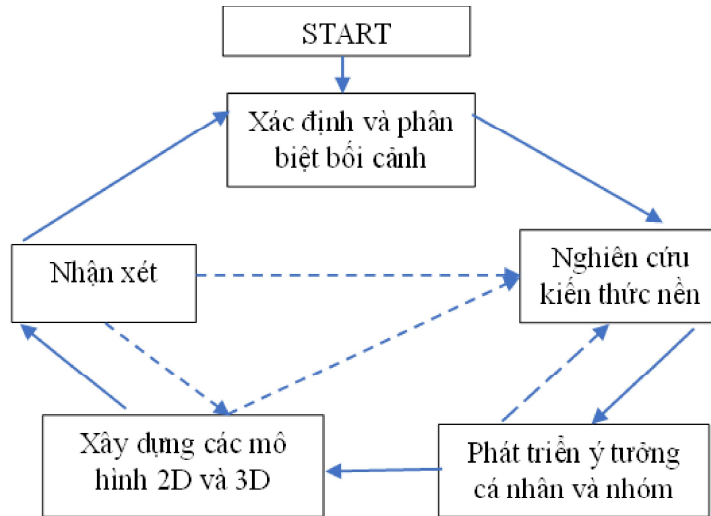 START
Xác định và phân
biệt bối cảnh
Nhận xét
Nghiên cứu
kiến thức nền
Xây dựng các mô
hình 2D và 3D
Phát triển ý tưởng
cá nhân và nhóm